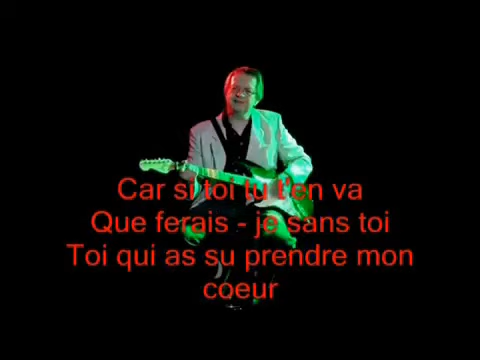 Car si toi tu t'en va
Que ferais - je sans toi
Toi qui as su prendre mon
coeur